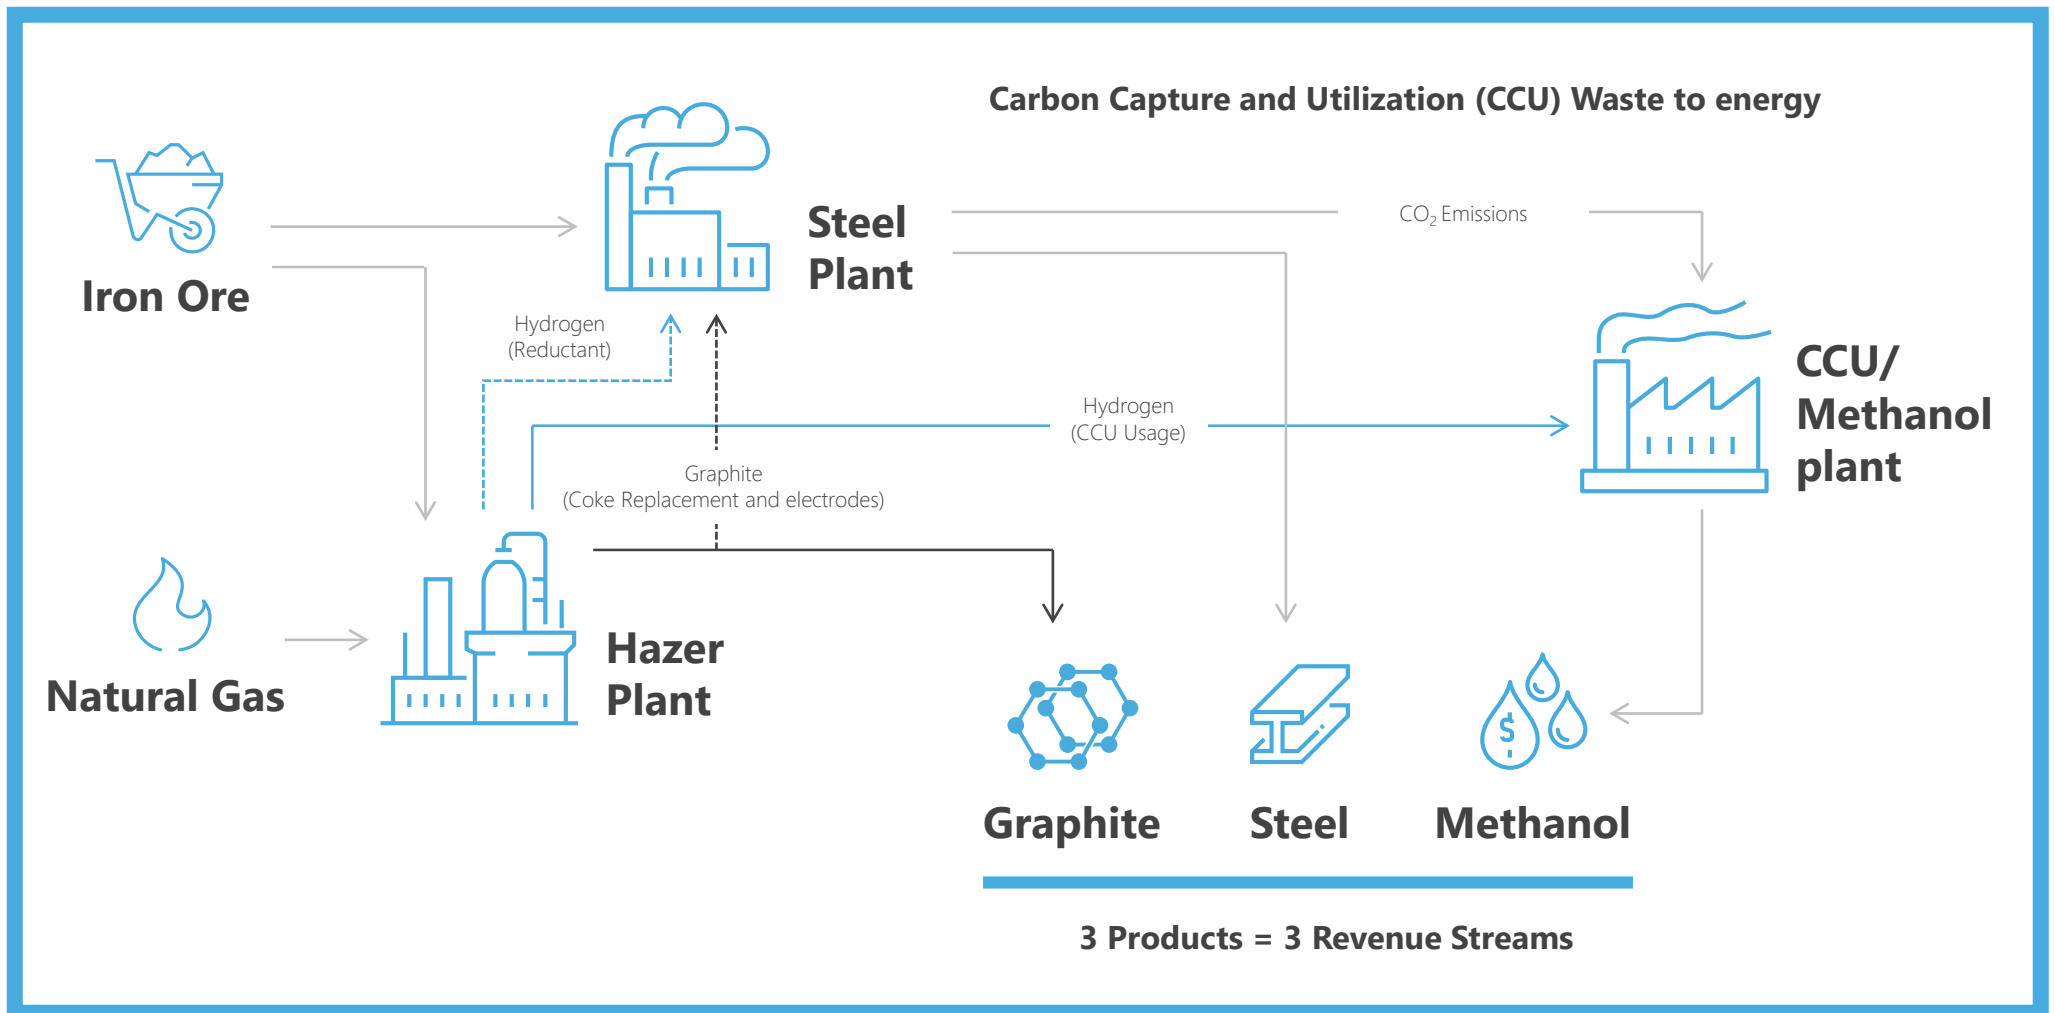 Carbon Capture and Utilization (CCU) Waste to energy
Iron Ore
Steel
Plant
CO₂ Emissions
Hydrogen
(Reductant)
Hydrogen
(CCU Usage)
CCU/
Methanol
plant
Graphite
(Coke Replacement and electrodes)
Natural Gas
Hazer
Plant
$
Graphite
Steel
Methanol
3 Products = 3 Revenue Streams